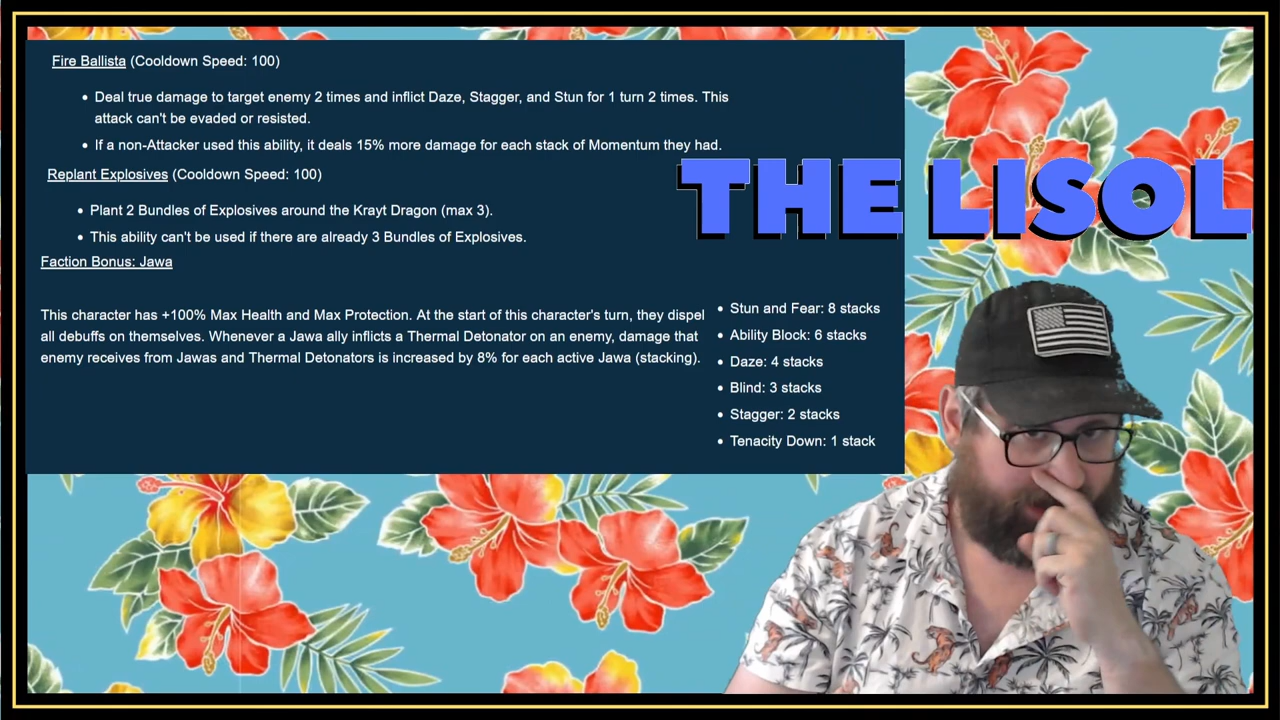 Fire Ballista (Cooldown Speed: 100)
• Deal true damage to target enemy 2 times and inflict Daze, Stagger, and Stun for 1 turn 2 times. This
attack can't be evaded or resisted.
• If a non-Attacker used this ability, it deals 15% more damage for each stack of Momentum they had.
Replant Explosives (Cooldown Speed: 100)
• Plant 2 Bundles of Explosives around the Krayt Dragon (max 3).
• This ability can't be used if there are already 3 Bundles of Explosives.
Faction Bonus: Jawa
This character has +100% Max Health and Max Protection. At the start of this character's turn, they dispel
all debuffs on themselves. Whenever a Jawa ally inflicts a Thermal Detonator on an enemy, damage that
enemy receives from Jawas and Thermal Detonators is increased by 8% for each active Jawa (stacking).
• Stun and Fear: 8 stacks
• Ability Block: 6 stacks
• Daze: 4 stacks
• Blind: 3 stacks
• Stagger: 2 stacks
• Tenacity Down: 1 stack
THE LISOL